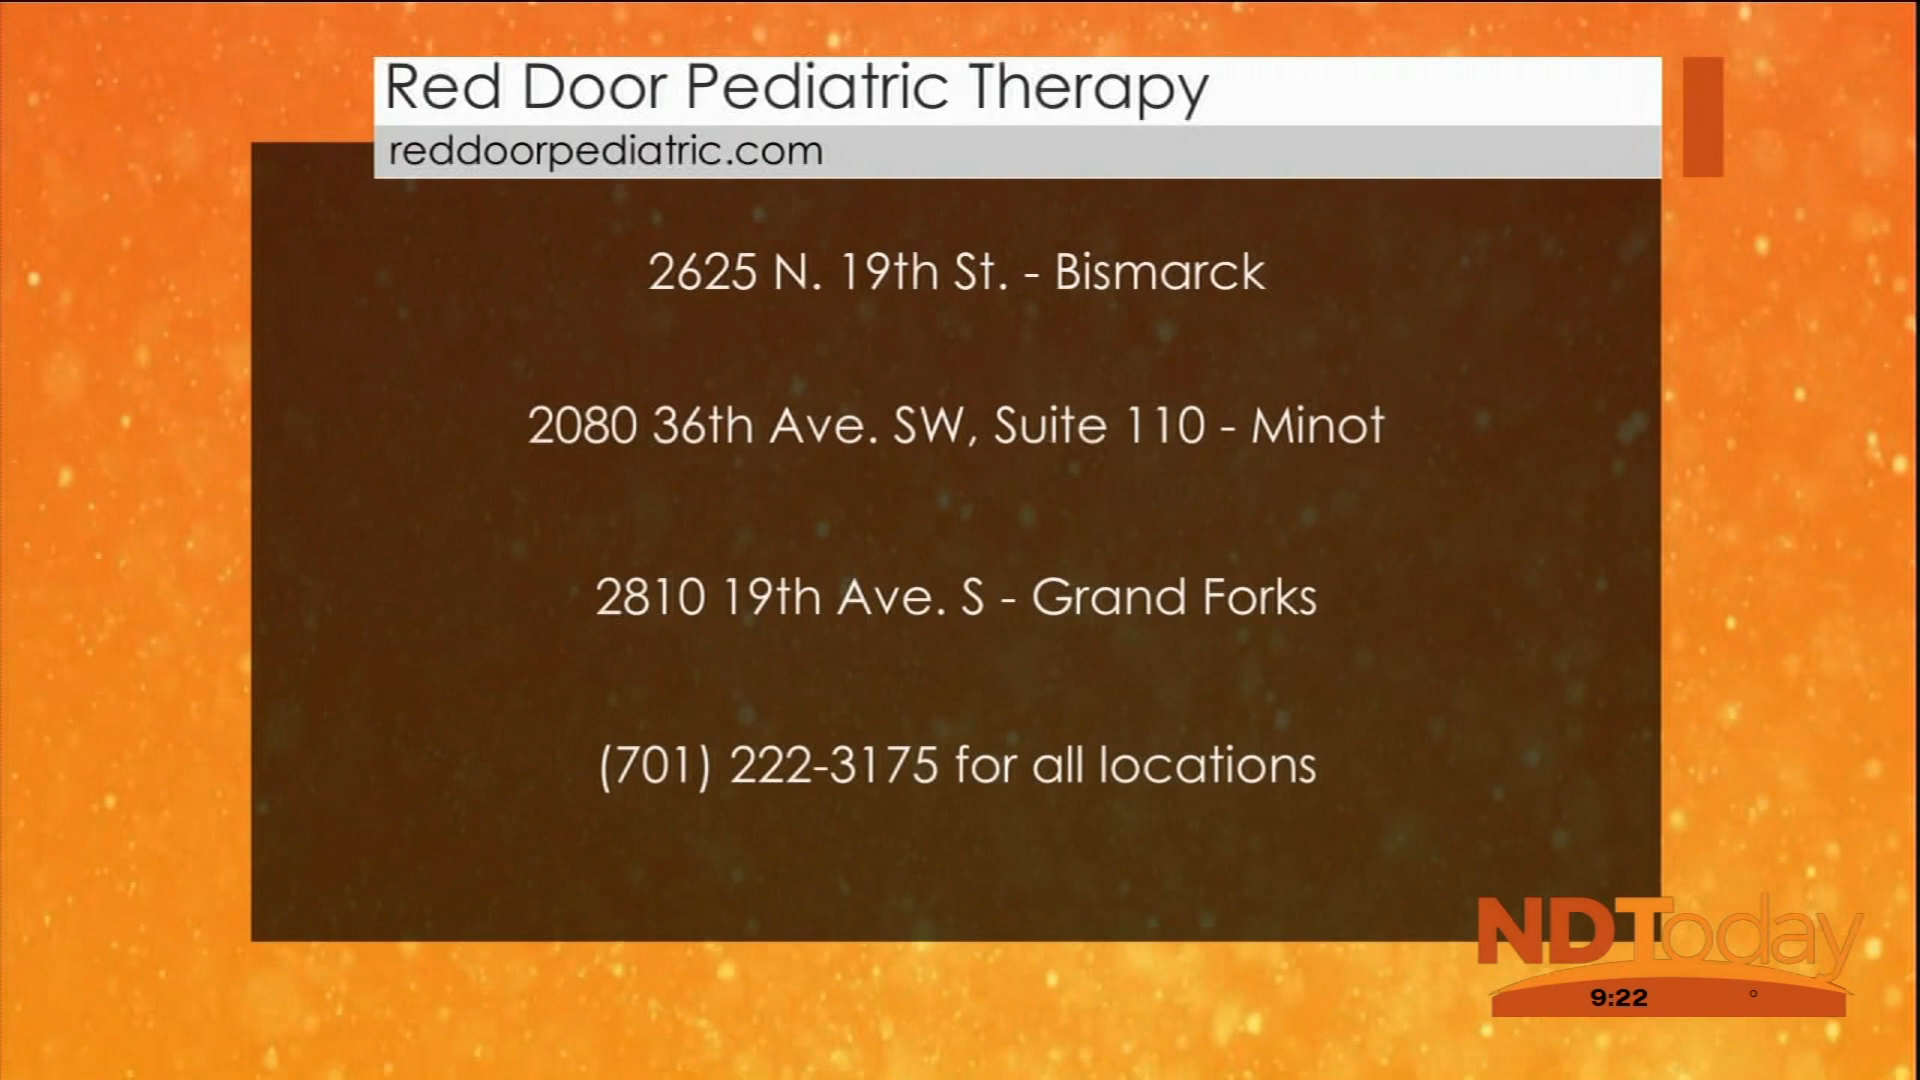 Red Door Pediatric Therapy
reddoorpediatric.com
2625 N. 19th St. - Bismarck
2080 36th Ave. SW, Suite 110 - Minot
2810 19th Ave. S - Grand Forks
(701) 222-3175 for all locations
NDToday
9:22 °